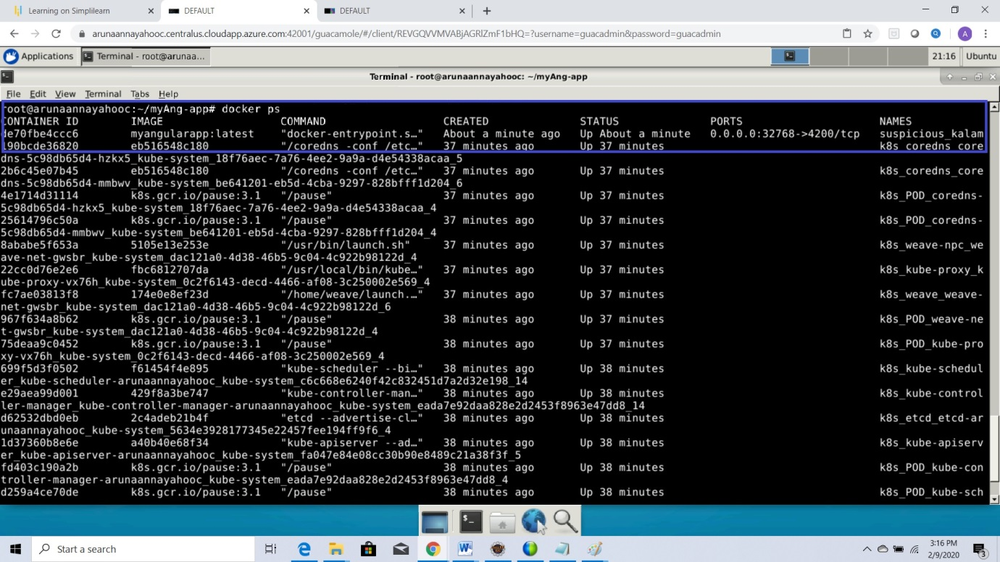 Learning on Simplilearn
DEFAULT
DEFAULT
arunaannayahooc.centralus.cloudapp.azure.com:42001/guacamole/#/client/REVGQVVMVABjAGRlZmF1bHQ=?username=guacadmin&password=guacadmin
A
Applications
Terminal - root@arunaa...
21:16
Ubuntu
Terminal - root@arunaannayahooc: ~/myAng-app
File Edit View Terminal Tabs Help
root@arunaannayahooc:~/myAng-app# docker ps
CONTAINER ID IMAGE COMMAND CREATED STATUS PORTS NAMES
de70fbe4ccc6 myangularapp:latest "docker-entrypoint.s…" About a minute ago Up About a minute 0.0.0.0:32768->4200/tcp suspicious_kalam
190bcde36820 eb516548c180 "/coredns -conf /etc…" 37 minutes ago Up 37 minutes k8s_coredns_core
dns-5c98db65d4-hzkx5_kube-system_18f76aec-7a76-4ee2-9a9a-d4e54338acaa_5
2b6c45e07b45 eb516548c180 "/coredns -conf /etc…" 37 minutes ago Up 37 minutes k8s_coredns_core
dns-5c98db65d4-mmbwv_kube-system_be641201-eb5d-4cba-9297-828bfff1d204_6
4e1714d31114 k8s.gcr.io/pause:3.1 "/pause" 37 minutes ago Up 37 minutes k8s_POD_coredns-
5c98db65d4-hzkx5_kube-system_18f76aec-7a76-4ee2-9a9a-d4e54338acaa_4
25614796c50a k8s.gcr.io/pause:3.1 "/pause" 37 minutes ago Up 37 minutes k8s_POD_coredns-
5c98db65d4-mmbwv_kube-system_be641201-eb5d-4cba-9297-828bfff1d204_4
8ababe5f653a 5105e13e253e "/usr/bin/launch.sh" 37 minutes ago Up 37 minutes k8s_weave-npc_we
ave-net-gwsbr_kube-system_dac121a0-4d38-46b5-9c04-4c922b98122d_4
22cc0d76e2e6 fbc6812707da "/usr/local/bin/kube…" 37 minutes ago Up 37 minutes k8s_kube-proxy_k
ube-proxy-vx76h_kube-system_0c2f6143-decd-4466-af08-3c250002e569_4
fc7ae03813f8 174e0e8ef23d "/home/weave/launch.…" 37 minutes ago Up 37 minutes k8s_weave_weave-
net-gwsbr_kube-system_dac121a0-4d38-46b5-9c04-4c922b98122d_6
967f634a8b62 k8s.gcr.io/pause:3.1 "/pause" 38 minutes ago Up 37 minutes k8s_POD_weave-ne
t-gwsbr_kube-system_dac121a0-4d38-46b5-9c04-4c922b98122d_4
75deaa9c0452 k8s.gcr.io/pause:3.1 "/pause" 38 minutes ago Up 37 minutes k8s_POD_kube-pro
xy-vx76h_kube-system_0c2f6143-decd-4466-af08-3c250002e569_4
699f5d3f0502 f61454f4e895 "kube-scheduler --bi…" 38 minutes ago Up 38 minutes k8s_kube-schedul
er_kube-scheduler-arunaannayahooc_kube-system_c6c668e6240f42c832451d7a2d32e198_14
e29aea99d001 429f8a3be747 "kube-controller-man…" 38 minutes ago Up 38 minutes k8s_kube-control
ler-manager_kube-controller-manager-arunaannayahooc_kube-system_eada7e92daa828e2d2453f8963e47dd8_14
d62532dbd0eb 2c4adeb21b4f "etcd --advertise-cl…" 38 minutes ago Up 38 minutes k8s_etcd_etcd-ar
unaannayahooc_kube-system_5634e3928177345e22457fee194ff9f6_4
1d37360b8e6e a40b40e68f34 "kube-apiserver --ad…" 38 minutes ago Up 38 minutes k8s_kube-apiserv
er_kube-apiserver-arunaannayahooc_kube-system_fa047e84e08cc30b90e8489c21a38f3f_5
fd403c190a2b k8s.gcr.io/pause:3.1 "/pause" 38 minutes ago Up 38 minutes k8s_POD_kube-con
troller-manager-arunaannayahooc_kube-system_eada7e92daa828e2d2453f8963e47dd8_4
d259a4ce70de k8s.gcr.io/pause:3.1 "/pause" 38 minutes ago Up 38 minutes k8s_POD_kube-sch
Start a search
3:16 PM
2/9/2020
3